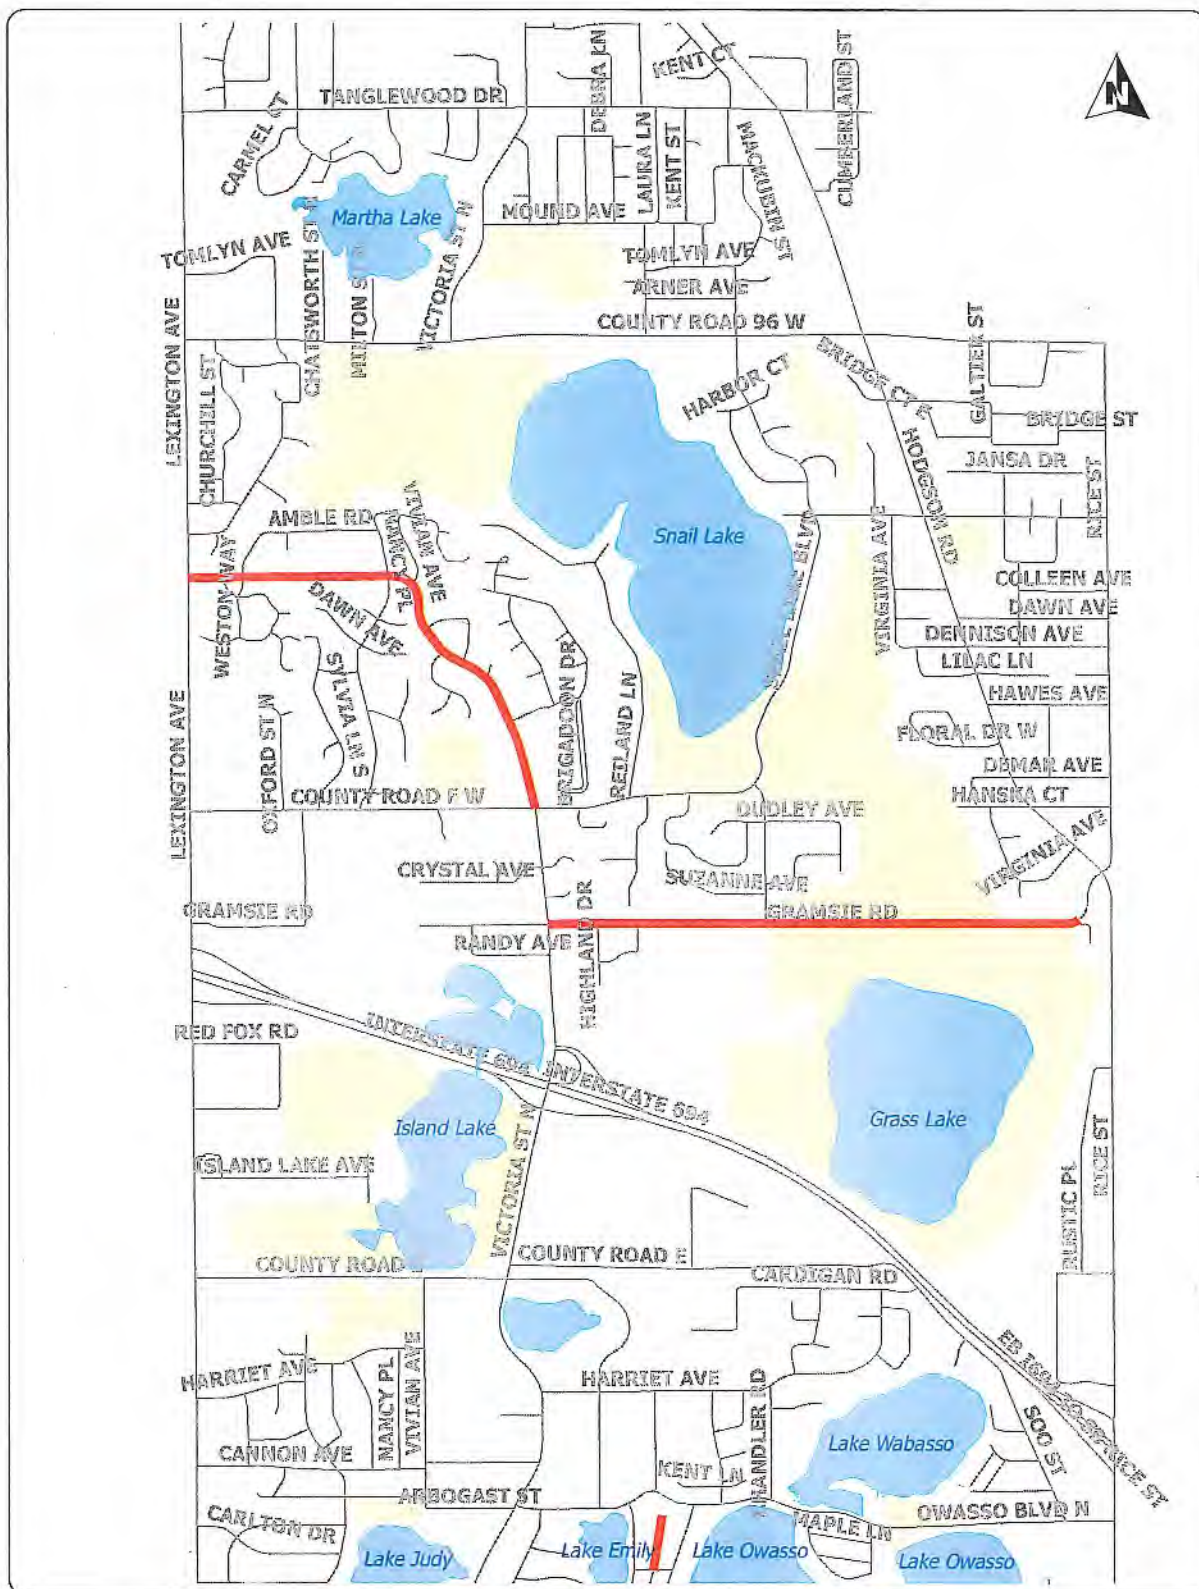 KENT CT
DEBRA LN
CUMBERLAND ST
TANGLEWOOD DR
N
CARMEL CT
LAURA LN
KENT ST
MICHUBIN ST
Martha Lake
MOUND AVE
TOMLYN AVE
CHATSWORTH ST N
MILTON ST N
VICTORIA ST N
TOMLYN AVE
ARNER AVE
COUNTY ROAD 96 W
LEXINGTON AVE
CHURCHILL ST
HARBOR CT
BRIDGE CT E
GALTIER ST
BRIDGE ST
HODGSON RD
JANSA DR
RICE ST
AMBLE RD
NANCY PL
VIVIAN AVE
Snail Lake
SNAIL LAKE BLVD
VIRGINIA AVE
WESTON WAY
DAWN AVE
COLLEEN AVE
DAWN AVE
DENNISON AVE
LILAC LN
SYLVIA LN S
BRIGADOON DR
REILAND LN
HAWES AVE
LEXINGTON AVE
OXFORD ST N
FLORAL DR W
DEMAR AVE
COUNTY ROAD F W
HANSKA CT
DUDLEY AVE
CRYSTAL AVE
SUZANNE AVE
VIRGINIA AVE
GRAMSIE RD
GRAMSIE RD
RANDY AVE
HIGHLAND DR
RED FOX RD
INTERSTATE 694
INTERSTATE 694
Island Lake
Grass Lake
VICTORIA ST N
ISLAND LAKE AVE
RICE ST
RUSTIC PL
COUNTY ROAD E
COUNTY ROAD E
CARDIGAN RD
HARRIET AVE
NANCY PL
VIVIAN AVE
HARRIET AVE
CHANDLER RD
SOO ST
CANNON AVE
Lake Wabasso
KENT LN
ARBOGAST ST
OWASSO BLVD N
CARLTON DR
MAPLE LN
Lake Judy
Lake Emily
Lake Owasso
Lake Owasso